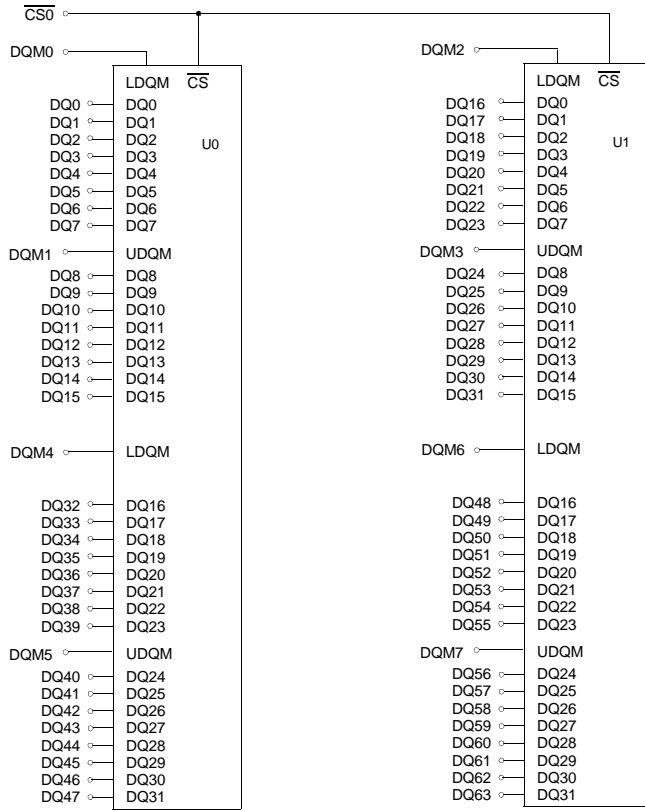 CS0
DQM0
LDQM CS
DQ0 DQ0
DQ1 DQ1
DQ2 DQ2
U0
DQ3 DQ3
DQ4 DQ4
DQ5 DQ5
DQ6 DQ6
DQ7 DQ7
DQM1 UDQM
DQ8 DQ8
DQ9 DQ9
DQ10 DQ10
DQ11 DQ11
DQ12 DQ12
DQ13 DQ13
DQ14 DQ14
DQ15 DQ15
DQM4 LDQM
DQ32 DQ16
DQ33 DQ17
DQ34 DQ18
DQ35 DQ19
DQ36 DQ20
DQ37 DQ21
DQ38 DQ22
DQ39 DQ23
DQM5 UDQM
DQ40 DQ24
DQ41 DQ25
DQ42 DQ26
DQ43 DQ27
DQ44 DQ28
DQ45 DQ29
DQ46 DQ30
DQ47 DQ31
DQM2
LDQM CS
DQ16 DQ0
DQ17 DQ1
DQ18 DQ2
U1
DQ19 DQ3
DQ20 DQ4
DQ21 DQ5
DQ22 DQ6
DQ23 DQ7
DQM3 UDQM
DQ24 DQ8
DQ25 DQ9
DQ26 DQ10
DQ27 DQ11
DQ28 DQ12
DQ29 DQ13
DQ30 DQ14
DQ31 DQ15
DQM6 LDQM
DQ48 DQ16
DQ49 DQ17
DQ50 DQ18
DQ51 DQ19
DQ52 DQ20
DQ53 DQ21
DQ54 DQ22
DQ55 DQ23
DQM7 UDQM
DQ56 DQ24
DQ57 DQ25
DQ58 DQ26
DQ59 DQ27
DQ60 DQ28
DQ61 DQ29
DQ62 DQ30
DQ63 DQ31